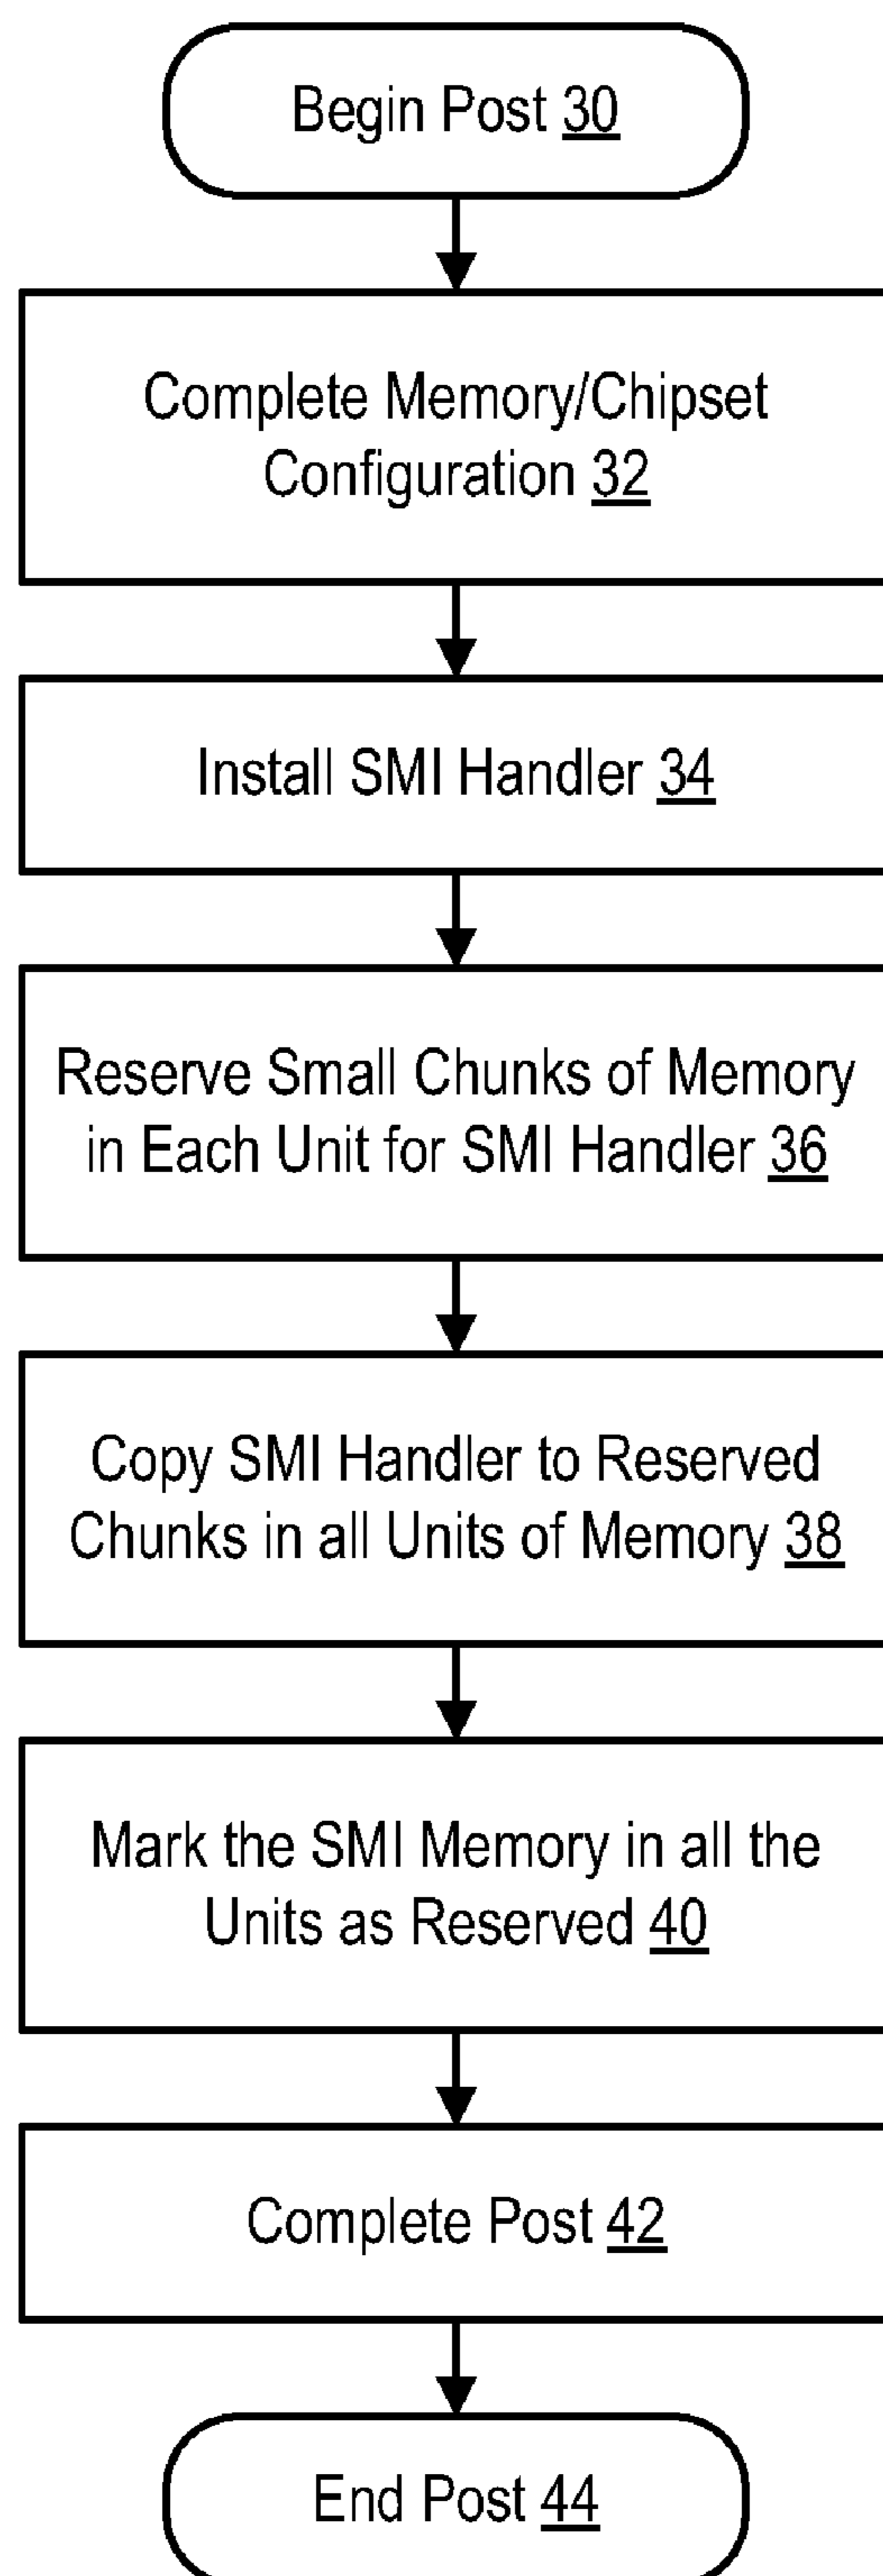 Begin Post 30
Complete Memory/Chipset
Configuration 32
Install SMI Handler 34
Reserve Small Chunks of Memory
in Each Unit for SMI Handler 36
Copy SMI Handler to Reserved
Chunks in all Units of Memory 38
Mark the SMI Memory in all the
Units as Reserved 40
Complete Post 42
End Post 44